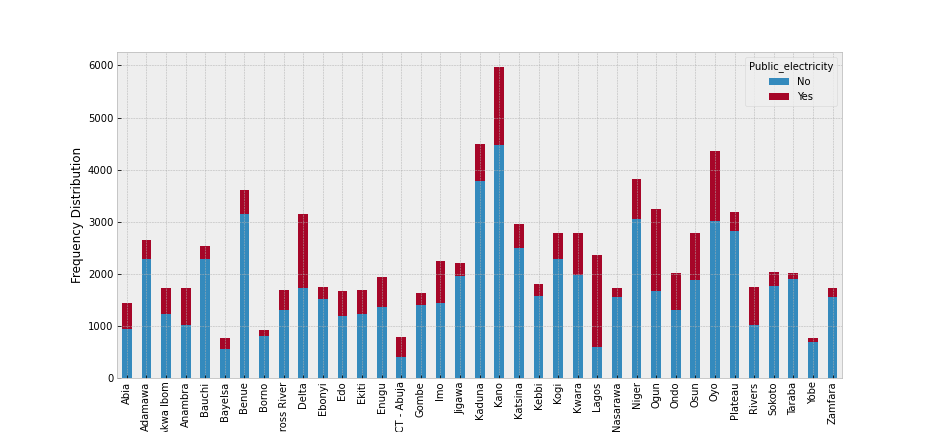 Public_electricity
No
Yes
Frequency Distribution
6000
5000
4000
3000
2000
1000
0
Abia
Adamawa
kwa Ibom
Anambra
Bauchi
Bayelsa
Benue
Borno
ross River
Delta
Ebonyi
Edo
Ekiti
Enugu
CT - Abuja
Gombe
Imo
Jigawa
Kaduna
Kano
Katsina
Kebbi
Kogi
Kwara
Lagos
Nasarawa
Niger
Ogun
Ondo
Osun
Oyo
Plateau
Rivers
Sokoto
Taraba
Yobe
Zamfara